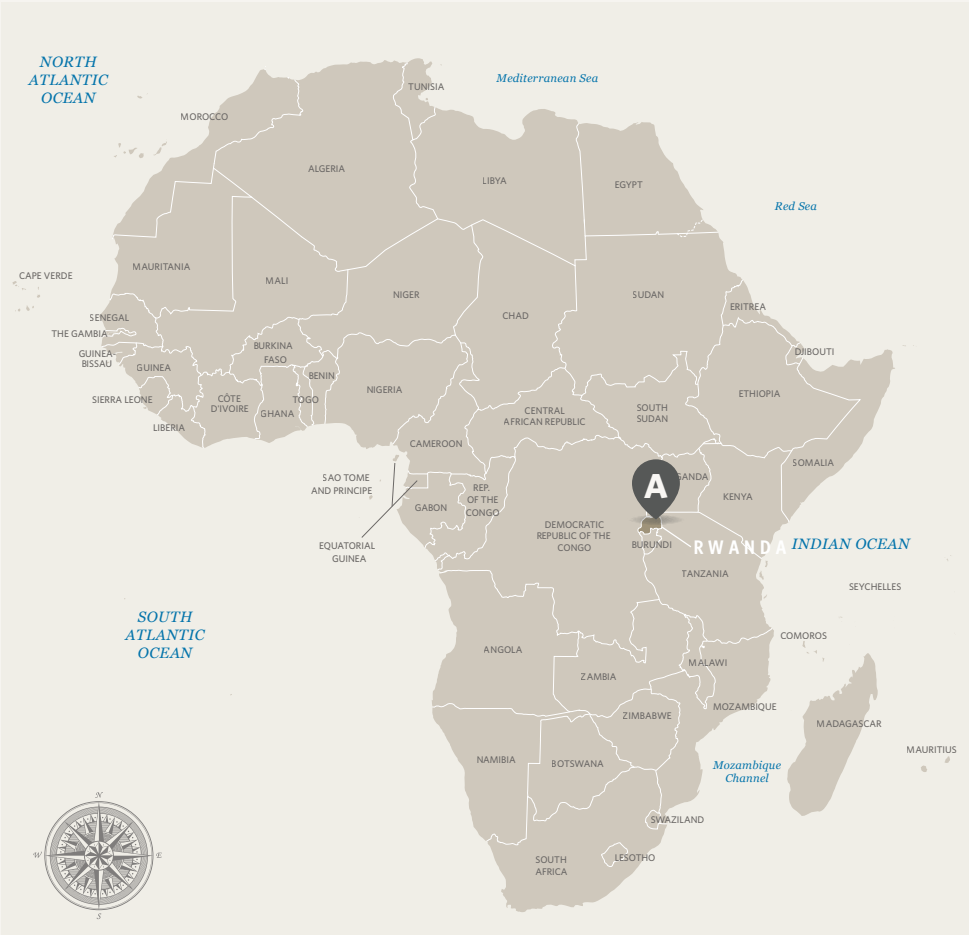 NORTH
ATLANTIC
OCEAN
Mediterranean Sea
TUNISIA
MOROCCO
ALGERIA
LIBYA
EGYPT
Red Sea
CAPE VERDE
MAURITANIA
MALI
NIGER
CHAD
SUDAN
ERITREA
SENEGAL
THE GAMBIA
GUINEA-
BISSAU
GUINEA
BURKINA
FASO
BENIN
DJIBOUTI
SIERRA LEONE
LIBERIA
CÔTE
D'IVOIRE
GHANA
TOGO
NIGERIA
CENTRAL
AFRICAN REPUBLIC
SOUTH
SUDAN
ETHIOPIA
CAMEROON
SOMALIA
SAO TOME
AND PRINCIPE
GABON
REP.
OF THE
CONGO
A
GANDA
KENYA
EQUATORIAL
GUINEA
DEMOCRATIC
REPUBLIC OF THE
CONGO
BURUNDI
RWANDA
INDIAN OCEAN
TANZANIA
SEYCHELLES
SOUTH
ATLANTIC
OCEAN
COMOROS
ANGOLA
ZAMBIA
MALAWI
MOZAMBIQUE
ZIMBABWE
MADAGASCAR
MAURITIUS
NAMIBIA
BOTSWANA
Mozambique
Channel
SWAZILAND
LESOTHO
SOUTH
AFRICA
N
W
E
S